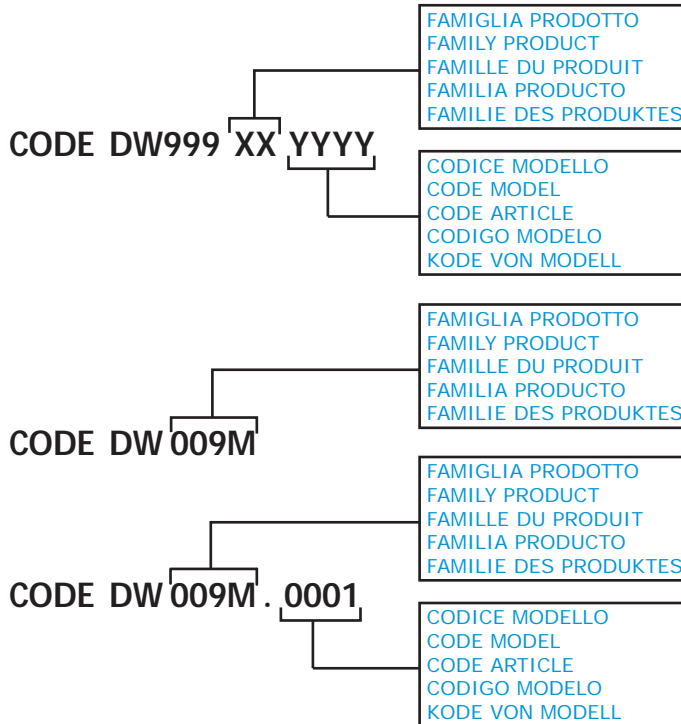 FAMIGLIA PRODOTTO
FAMILY PRODUCT
FAMILLE DU PRODUIT
FAMILIA PRODUCTO
FAMILIE DES PRODUKTES
CODE DW999 XX YYYY
CODICE MODELLO
CODE MODEL
CODE ARTICLE
CODIGO MODELO
KODE VON MODELL
FAMIGLIA PRODOTTO
FAMILY PRODUCT
FAMILLE DU PRODUIT
FAMILIA PRODUCTO
FAMILIE DES PRODUKTES
CODE DW 009M
FAMIGLIA PRODOTTO
FAMILY PRODUCT
FAMILLE DU PRODUIT
FAMILIA PRODUCTO
FAMILIE DES PRODUKTES
CODE DW 009M . 0001
CODICE MODELLO
CODE MODEL
CODE ARTICLE
CODIGO MODELO
KODE VON MODELL